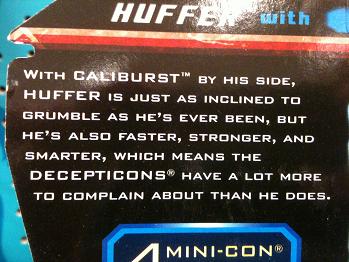 HUFFER with
WITH CALIBURST™ BY HIS SIDE,
HUFFER IS JUST AS INCLINED TO
GRUMBLE AS HE'S EVER BEEN, BUT
HE'S ALSO FASTER, STRONGER, AND
SMARTER, WHICH MEANS THE
DECEPTICONS® HAVE A LOT MORE
TO COMPLAIN ABOUT THAN HE DOES.
MINI-CON®